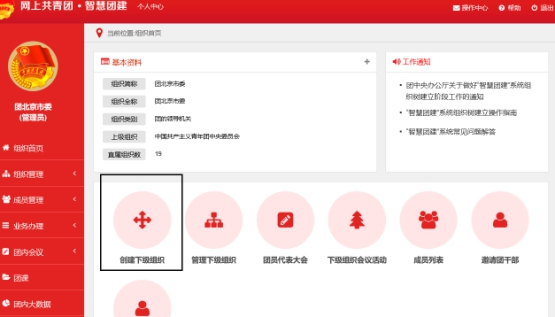 网上共青团·智慧团建 个人中心 操作中心 帮助 退出
当前位置:组织首页
团北京市委
(管理员)
组织首页
组织管理
成员管理
业务办理
团内会议
团课
团内大数据
基本资料
组织简称 团北京市委
组织全称 团北京市委
组织类别 团的领导机关
上级组织 中国共产主义青年团中央委员会
直属组织数 19
工作通知
团中央办公厅关于做好"智慧团建"系统组
织树建立阶段工作的通知
"智慧团建"系统组织树建立操作指南
"智慧团建"系统常见问题解答
创建下级组织 管理下级组织 团员代表大会 下级组织会议活动 成员列表 邀请团干部